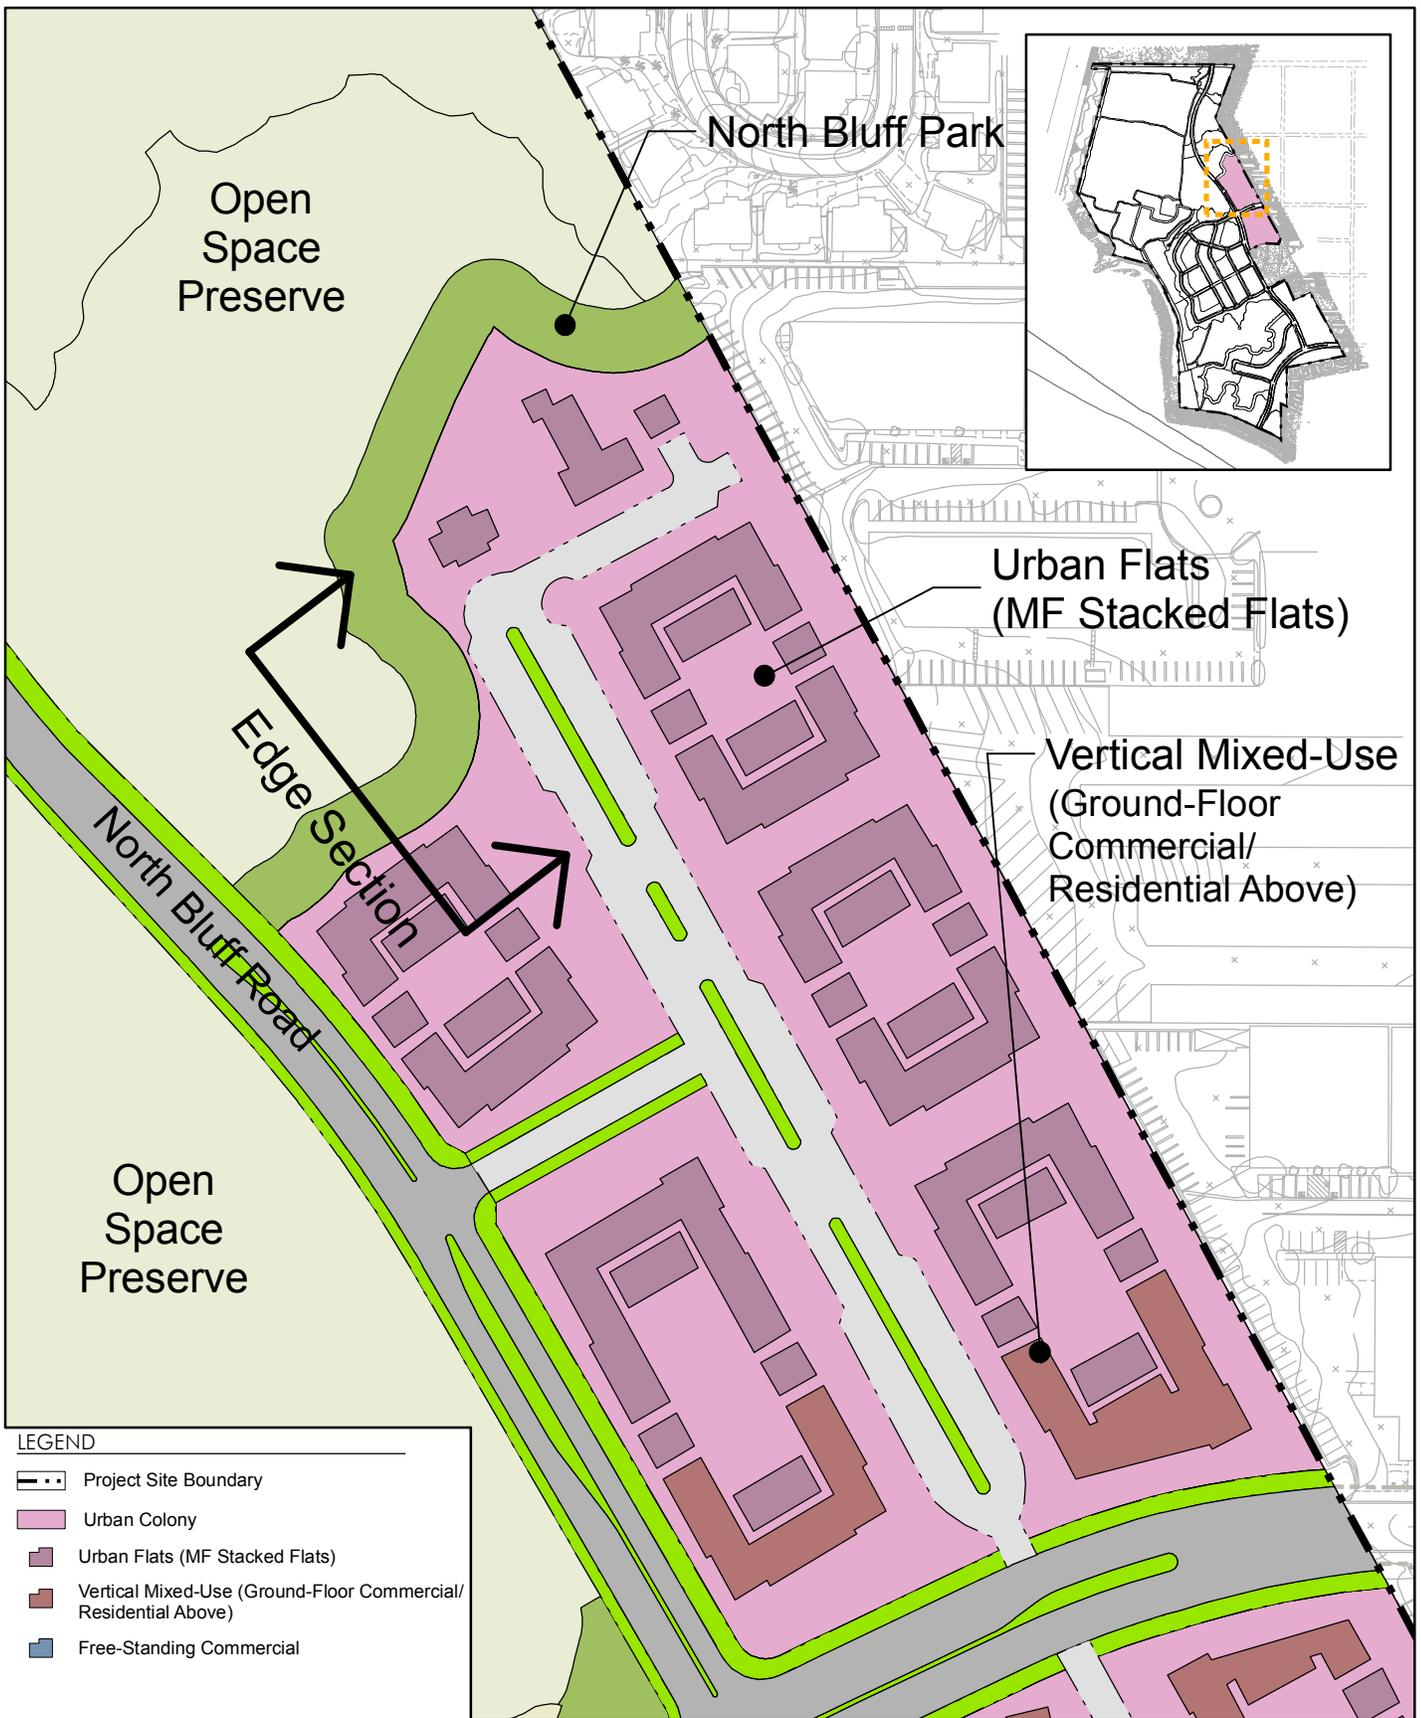 North Bluff Park
Open
Space
Preserve
Urban Flats
(MF Stacked Flats)
Edge Section
Vertical Mixed-Use
(Ground-Floor
Commercial/
Residential Above)
North Bluff Road
Open
Space
Preserve
LEGEND
Project Site Boundary
Urban Colony
Urban Flats (MF Stacked Flats)
Vertical Mixed-Use (Ground-Floor Commercial/
Residential Above)
Free-Standing Commercial